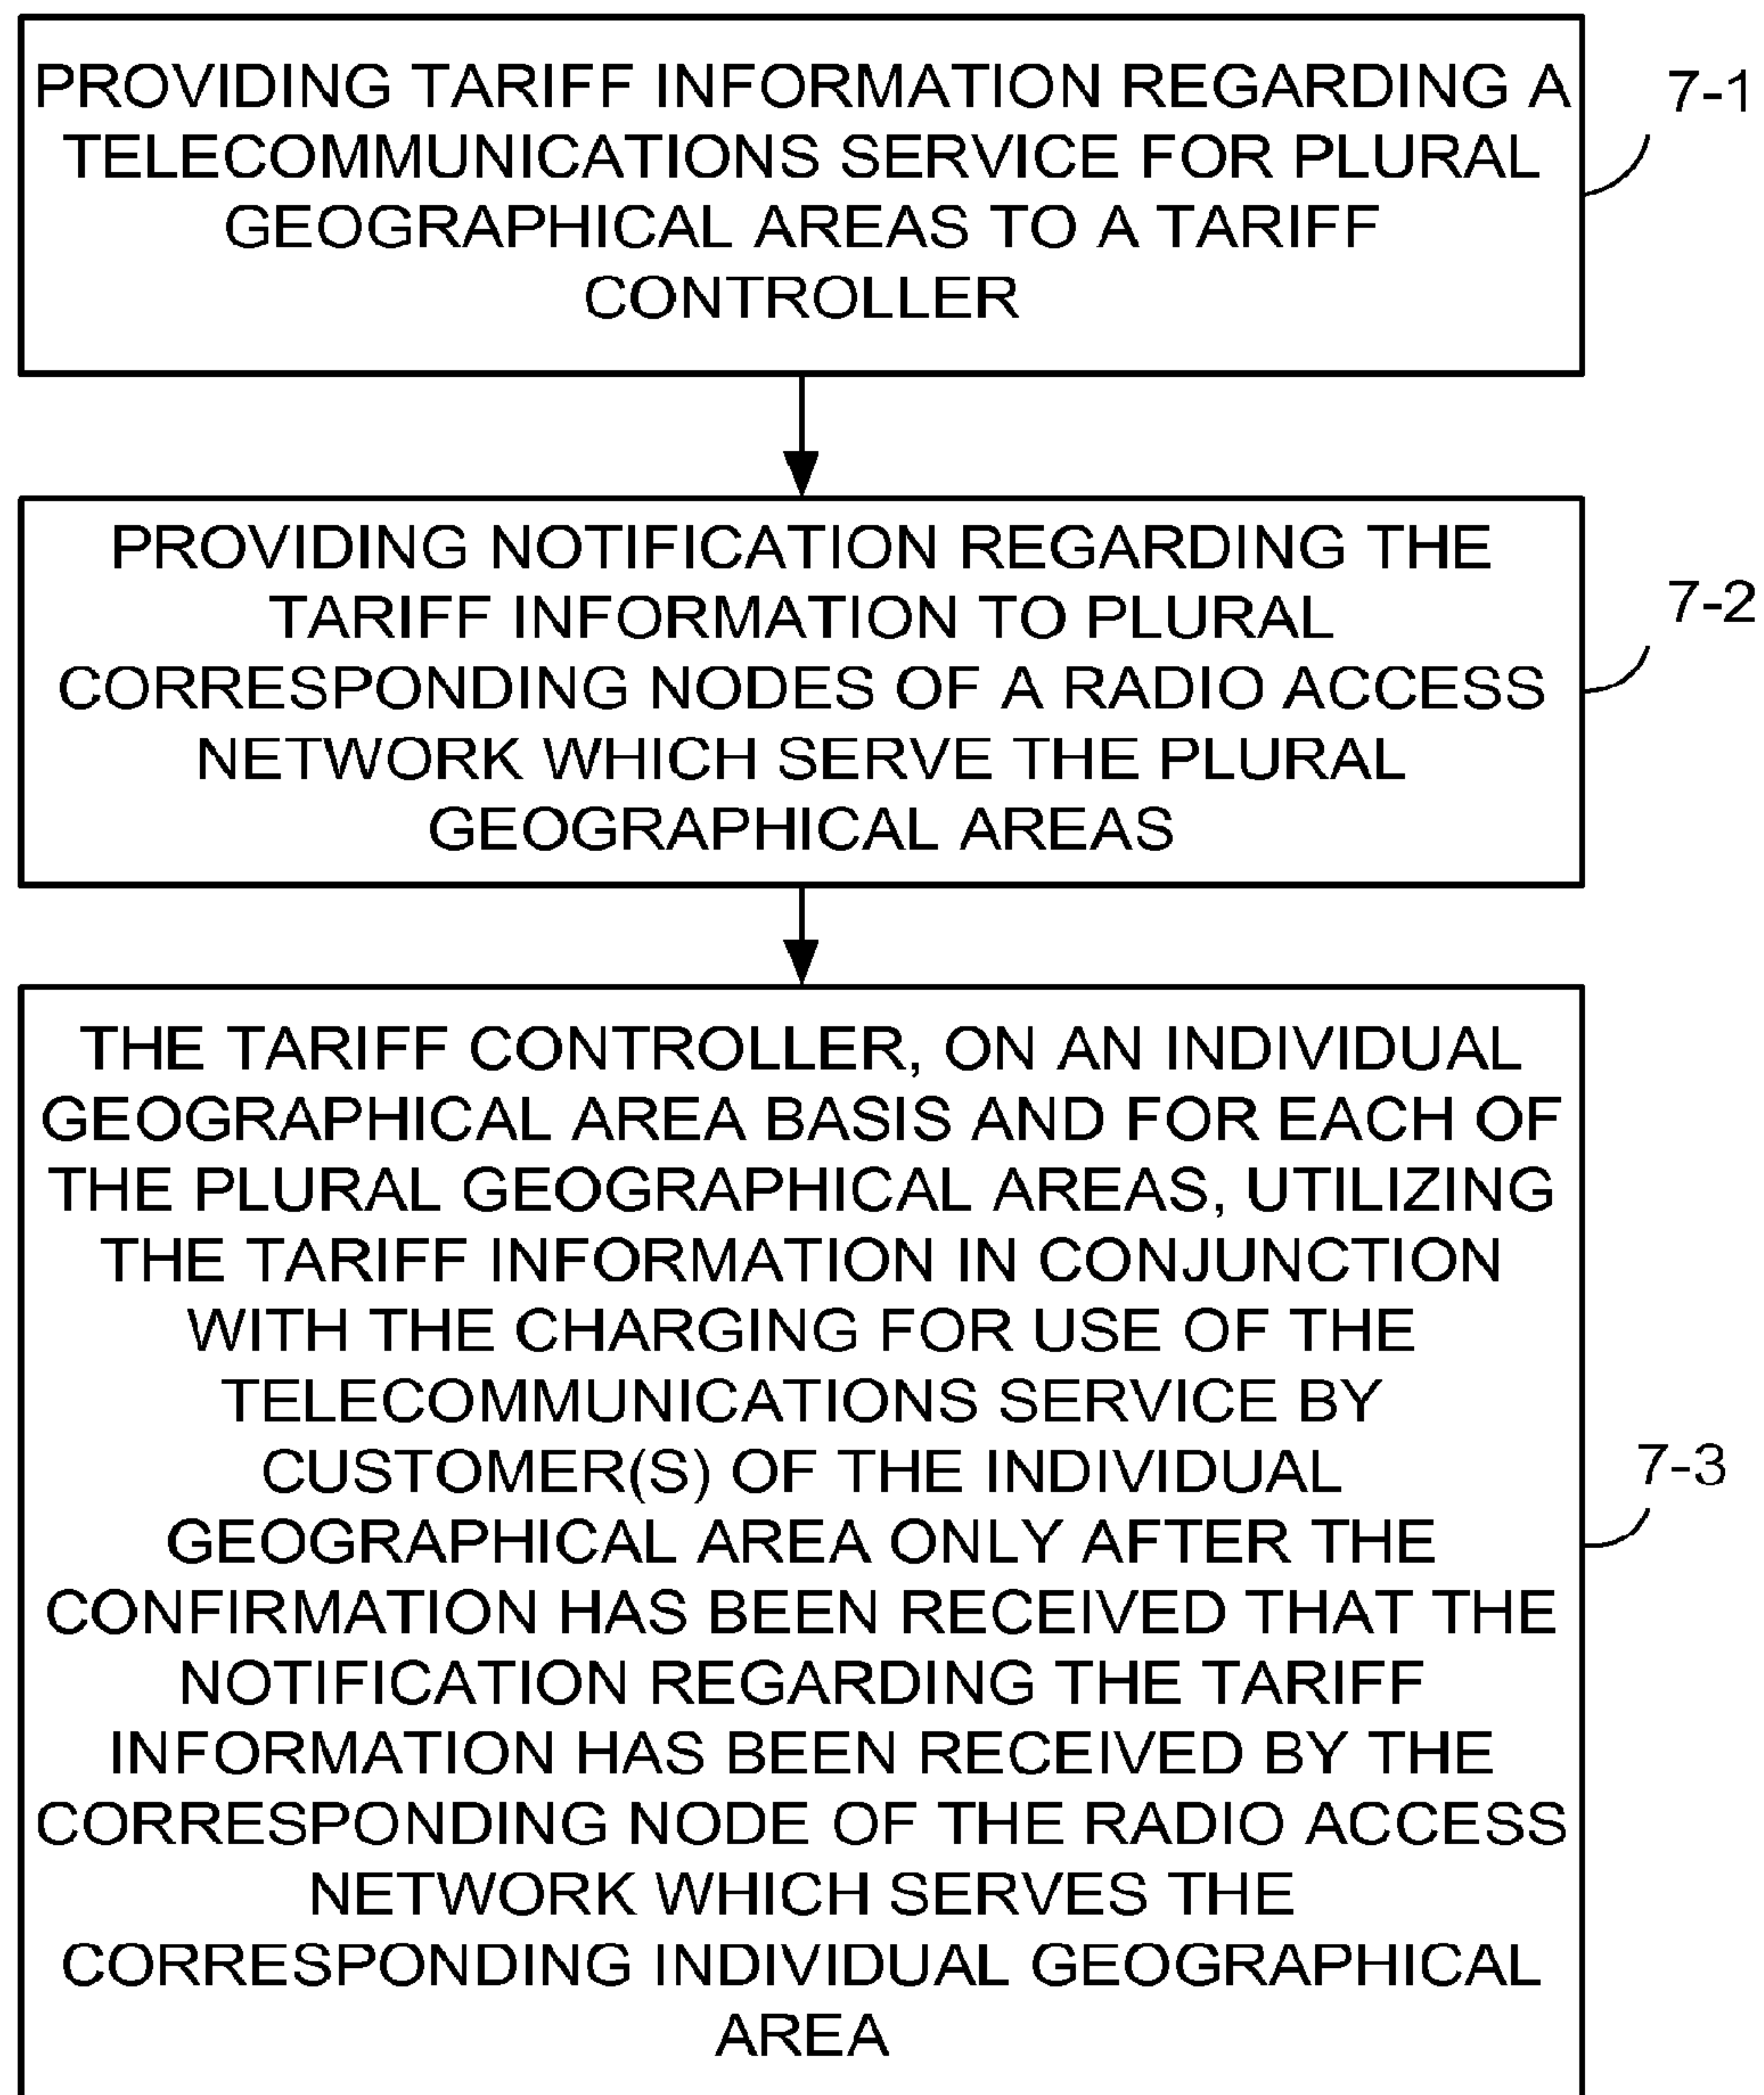 PROVIDING TARIFF INFORMATION REGARDING A
TELECOMMUNICATIONS SERVICE FOR PLURAL
GEOGRAPHICAL AREAS TO A TARIFF
CONTROLLER
7-1
PROVIDING NOTIFICATION REGARDING THE
TARIFF INFORMATION TO PLURAL
CORRESPONDING NODES OF A RADIO ACCESS
NETWORK WHICH SERVE THE PLURAL
GEOGRAPHICAL AREAS
7-2
THE TARIFF CONTROLLER, ON AN INDIVIDUAL
GEOGRAPHICAL AREA BASIS AND FOR EACH OF
THE PLURAL GEOGRAPHICAL AREAS, UTILIZING
THE TARIFF INFORMATION IN CONJUNCTION
WITH THE CHARGING FOR USE OF THE
TELECOMMUNICATIONS SERVICE BY
CUSTOMER(S) OF THE INDIVIDUAL
GEOGRAPHICAL AREA ONLY AFTER THE
CONFIRMATION HAS BEEN RECEIVED THAT THE
NOTIFICATION REGARDING THE TARIFF
INFORMATION HAS BEEN RECEIVED BY THE
CORRESPONDING NODE OF THE RADIO ACCESS
NETWORK WHICH SERVES THE
CORRESPONDING INDIVIDUAL GEOGRAPHICAL
AREA
7-3